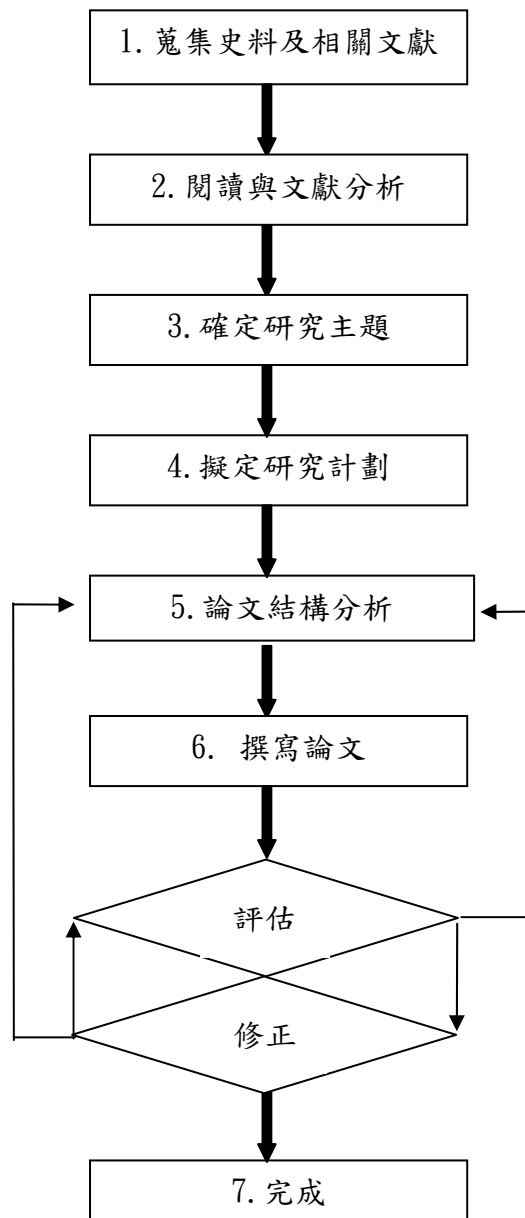 1.蒐集史料及相關文獻
2.閱讀與文獻分析
3.確定研究主題
4.擬定研究計劃
5.論文結構分析
6. 撰寫論文
評估
修正
7.完成